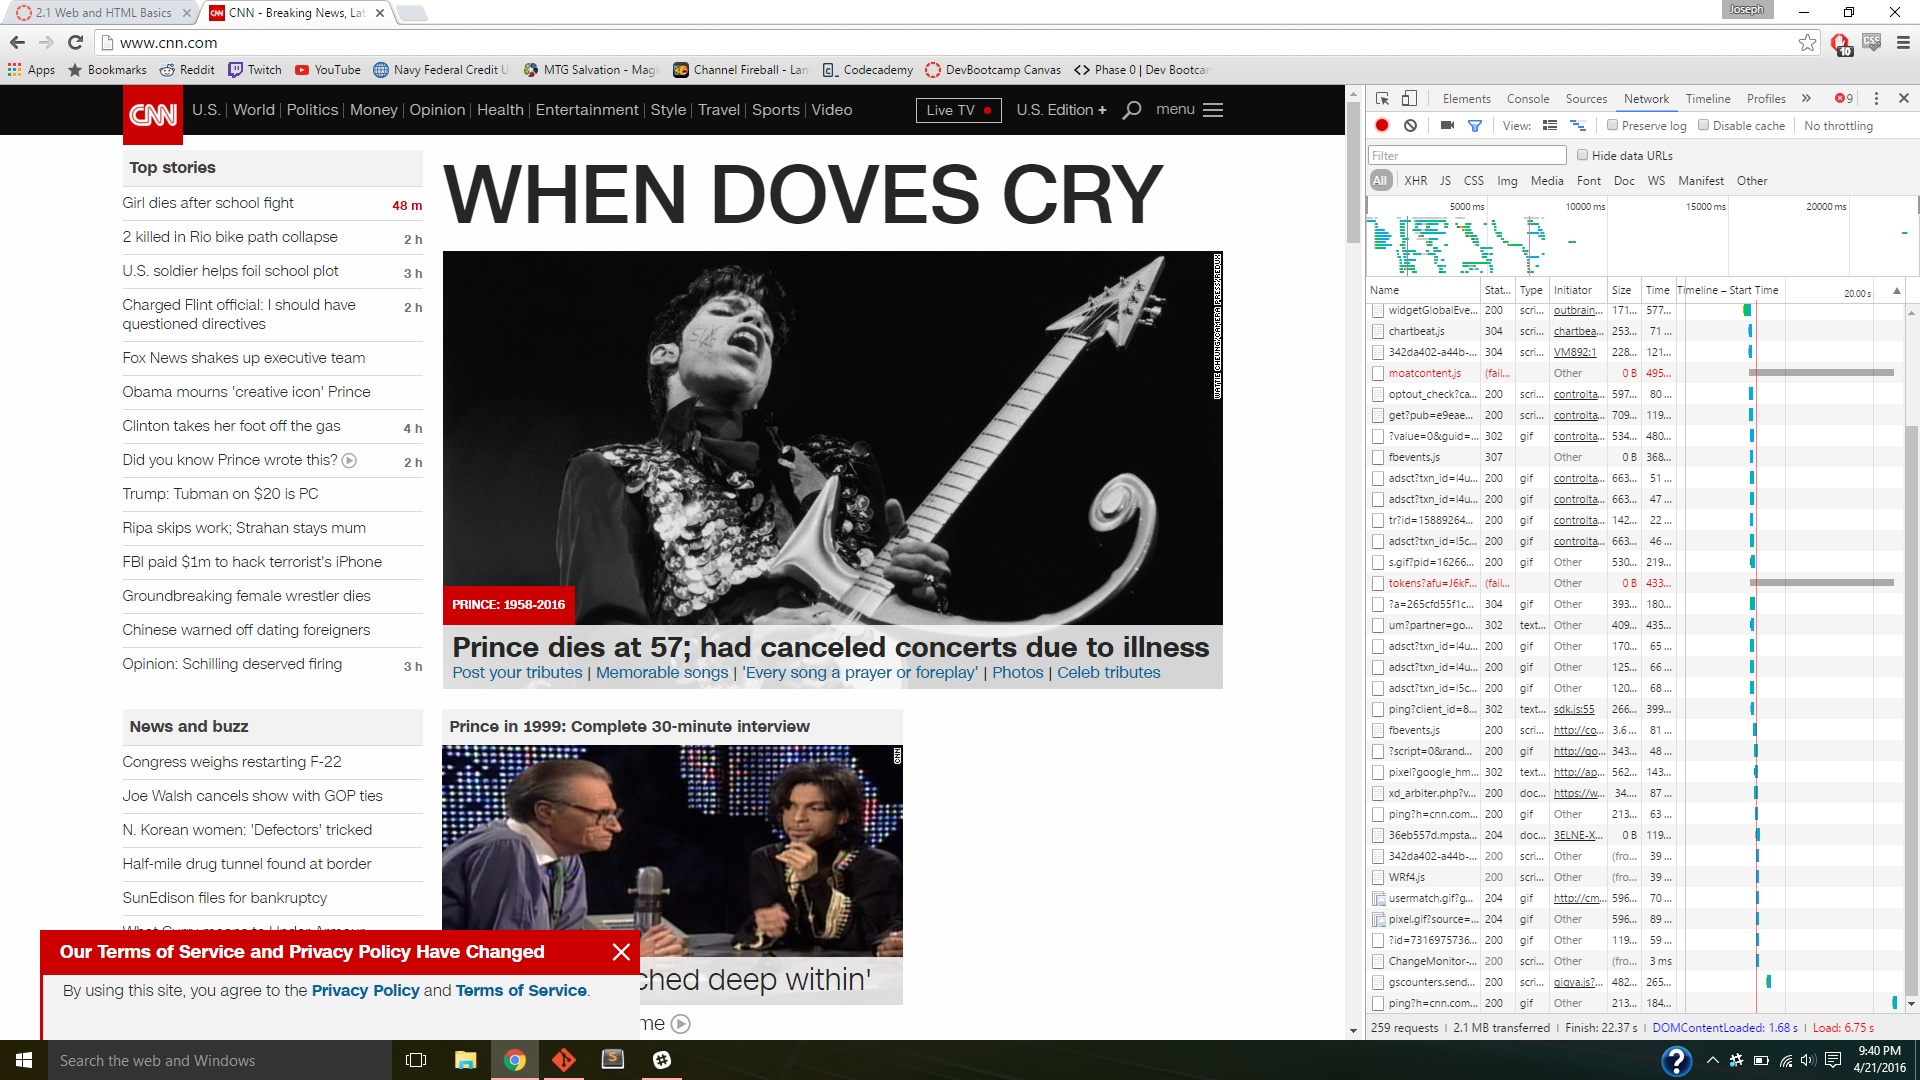 2.1 Web and HTML Basics
CNN - Breaking News, Lat
Joseph
www.cnn.com
10
CSS
Apps Bookmarks Reddit Twitch YouTube Navy Federal Credit U MTG Salvation - Magi Channel Fireball - Lan Codecademy DevBootcamp Canvas Phase 0 | Dev Bootcam
CNN U.S. World Politics Money Opinion Health Entertainment Style Travel Sports Video Live TV U.S. Edition + menu
Top stories
Girl dies after school fight 48 m
2 killed in Rio bike path collapse 2 h
U.S. soldier helps foil school plot 3 h
Charged Flint official: I should have 2 h
questioned directives
Fox News shakes up executive team
Obama mourns 'creative icon' Prince
Clinton takes her foot off the gas 4 h
Did you know Prince wrote this? 2 h
Trump: Tubman on $20 is PC
Ripa skips work; Strahan stays mum
FBI paid $1m to hack terrorist's iPhone
Groundbreaking female wrestler dies
Chinese warned off dating foreigners
Opinion: Schilling deserved firing 3 h
News and buzz
Congress weighs restarting F-22
Joe Walsh cancels show with GOP ties
N. Korean women: 'Defectors' tricked
Half-mile drug tunnel found at border
SunEdison files for bankruptcy
WHEN DOVES CRY
WATTIE CHEUNG/CAMERA PRESS/REDUX
PRINCE: 1958-2016
Prince dies at 57; had canceled concerts due to illness
Post your tributes | Memorable songs | 'Every song a prayer or foreplay' | Photos | Celeb tributes
Prince in 1999: Complete 30-minute interview
CNN
ched deep within'
me
Our Terms of Service and Privacy Policy Have Changed
By using this site, you agree to the Privacy Policy and Terms of Service.
Elements Console Sources Network Timeline Profiles » 9
View: Preserve log Disable cache No throttling
Filter Hide data URLs
All XHR JS CSS Img Media Font Doc WS Manifest Other
5000 ms 10000 ms 15000 ms 20000 ms
Name Stat... Type Initiator Size Time Timeline – Start Time 20.00 s
widgetGlobalEve... 200 scri... outbrain... 171... 577...
chartbeat.js 304 scri... chartbea... 253... 71 ...
342da402-a44b-... 304 scri... VM892:1 228... 121...
moatcontent.js (fail... Other 0 B 495...
optout_check?ca... 200 scri... controlta... 597... 80 ...
get?pub=e9eae... 200 scri... controlta... 709... 119...
?value=0&guid=... 302 gif controlta... 534... 480...
fbevents.js 307 Other 0 B 368...
adsct?txn_id=l4u... 200 gif controlta... 663... 51 ...
adsct?txn_id=l4u... 200 gif controlta... 663... 47 ...
tr?id=15889264... 200 gif controlta... 142... 22 ...
adsct?txn_id=l5c... 200 gif controlta... 663... 46 ...
s.gif?pid=16266... 200 gif Other 530... 219...
tokens?afu=J6kF... (fail... Other 0 B 433...
?a=265cfd55f1c... 304 gif Other 393... 180...
um?partner=go... 302 text... Other 409... 435...
adsct?txn_id=l4u... 200 gif Other 170... 65 ...
adsct?txn_id=l4u... 200 gif Other 125... 66 ...
adsct?txn_id=l5c... 200 gif Other 120... 68 ...
ping?client_id=8... 302 text... sdk.js:55 266... 399...
fbevents.js 200 scri... http://co... 3.6 ... 81 ...
?script=0&rand... 200 gif http://go... 343... 48 ...
pixel?google_hm... 302 text... http://ap... 562... 143...
xd_arbiter.php?v... 200 doc... https://w... 34.... 87 ...
ping?h=cnn.com... 200 gif Other 213... 63 ...
36eb557d.mpsta... 204 doc... 3ELNE-X... 0 B 119...
342da402-a44b-... 200 scri... Other (fro... 39 ...
WRf4.js 200 scri... Other (fro... 39 ...
usermatch.gif?g... 204 gif http://cm... 596... 70 ...
pixel.gif?source=... 204 gif Other 596... 89 ...
?id=7316975736... 200 gif Other 119... 59 ...
ChangeMonitor-... 200 scri... Other (fro... 3 ms
gscounters.send... 200 scri... gigya.js?... 482... 265...
ping?h=cnn.com... 200 gif Other 213... 184...
259 requests | 2.1 MB transferred | Finish: 22.37 s | DOMContentLoaded: 1.68 s | Load: 6.75 s
Search the web and Windows
9:40 PM
4/21/2016